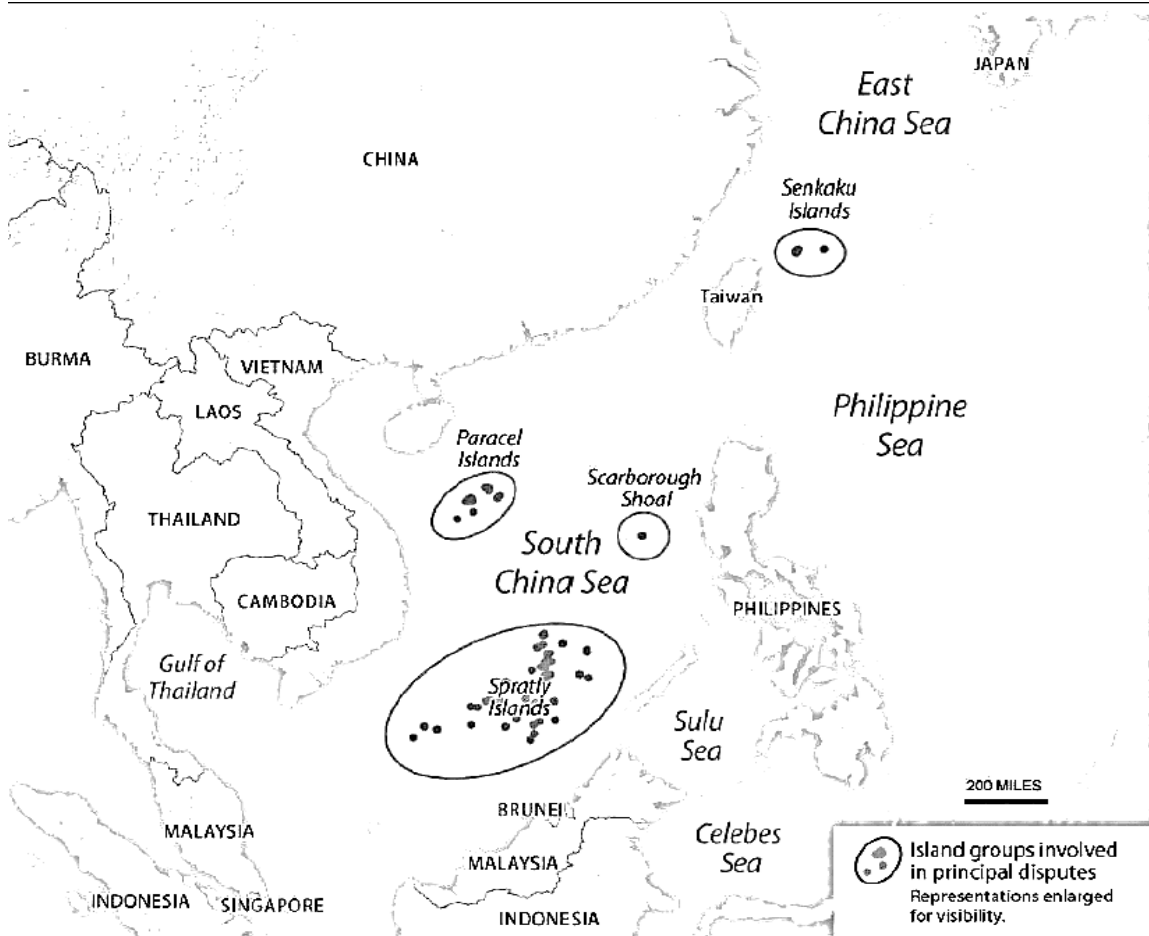 JAPAN
East
China Sea
CHINA
Senkaku
Islands
Taiwan
BURMA
VIETNAM
LAOS
Philippine
Sea
Paracel
Islands
Scarborough
Shoal
THAILAND
South
China Sea
CAMBODIA
PHILIPPINES
Gulf of
Thailand
Spratly
Islands
Sulu
Sea
200 MILES
BRUNEI
MALAYSIA
Celebes
Sea
MALAYSIA
INDONESIA
SINGAPORE
INDONESIA
Island groups involved
in principal disputes
Representations enlarged
for visibility.